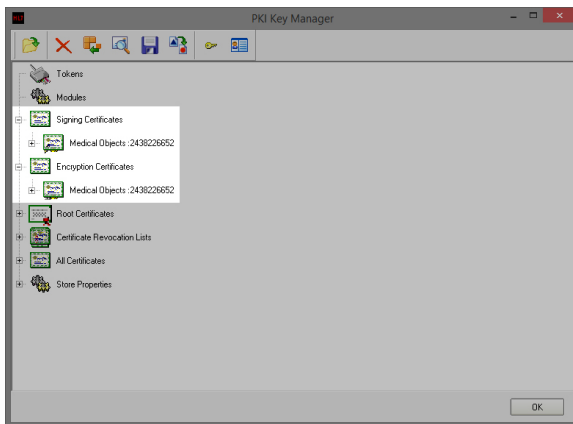 PKI Key Manager
Tokens
Modules
Signing Certificates
Medical Objects :2438226652
Encryption Certificates
Medical Objects :2438226652
Root Certificates
Certificate Revocation Lists
All Certificates
Store Properties
OK